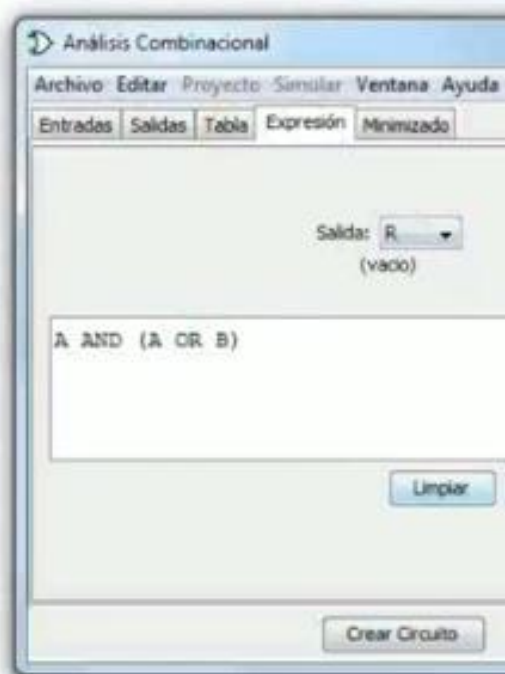 Análisis Combinacional
Archivo Editar Proyecto Simular Ventana Ayuda
Entradas Salidas Tabla Expresión Minimizado
Salida: R
(vacio)
A AND (A OR B)
Limpiar
Crear Circuito